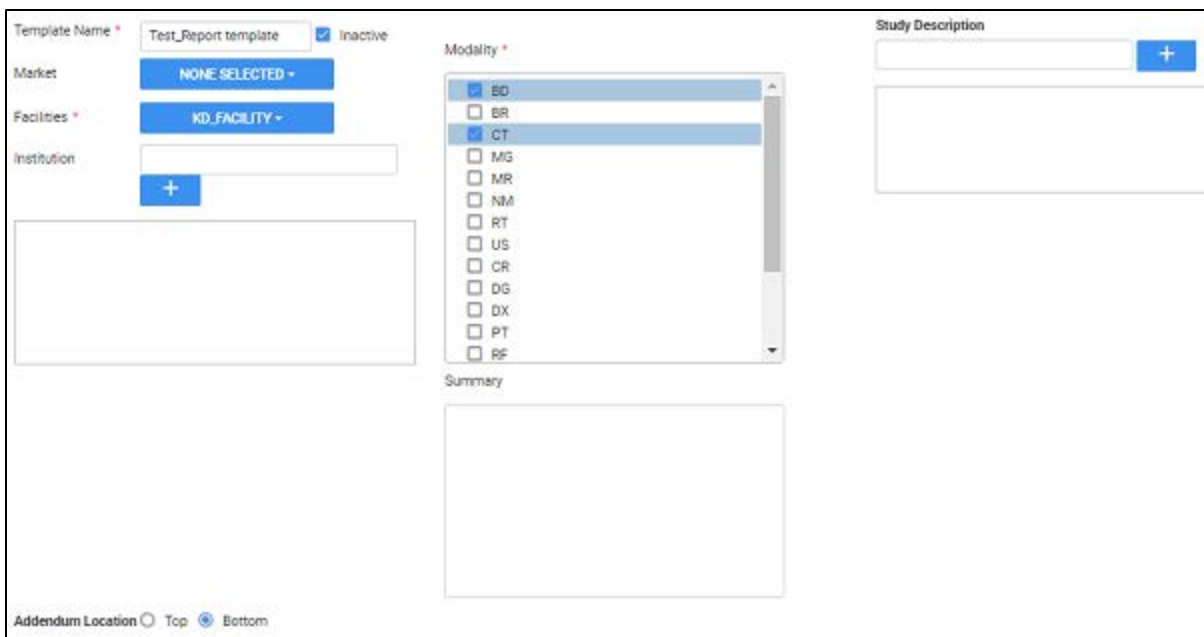 Template Name *
Test_Report template
Inactive
Market
NONE SELECTED
Facilities *
KD_FACILITY
Institution
+
Modality *
BD
BR
CT
MG
MR
NM
RT
US
CR
DG
DX
PT
RF
Summary
Study Description
+
Addendum Location Top Bottom